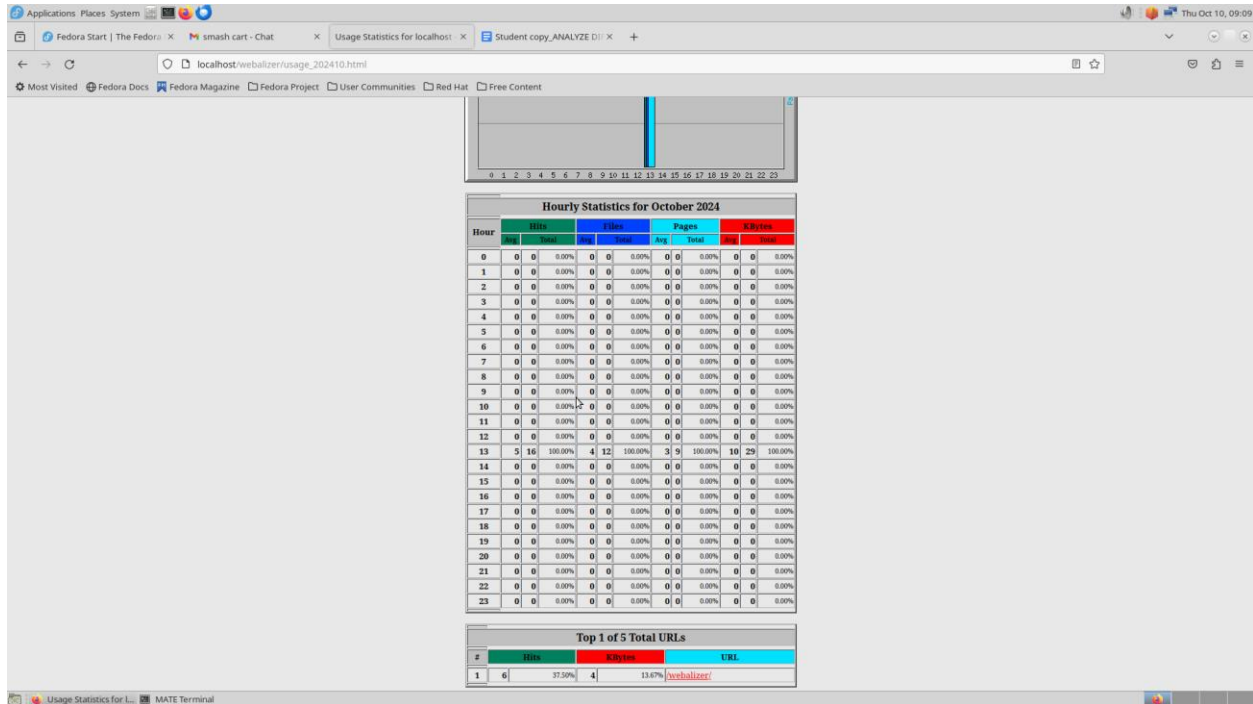 Applications Places System Thu Oct 10, 09:09
Fedora Start | The Fedora smash cart - Chat Usage Statistics for localhost - Student copy_ANALYZE
localhost/webalizer/usage_202410.html
Most Visited Fedora Docs Fedora Magazine Fedora Project User Communities Red Hat Free Content
0 1 2 3 4 5 6 7 8 9 10 11 12 13 14 15 16 17 18 19 20 21 22 23
Hourly Statistics for October 2024
Hour Hits Files Pages KBytes
Avg Total Avg Total Avg Total Avg Total
0 0 0 0.00% 0 0 0.00% 0 0 0.00% 0 0 0.00%
1 0 0 0.00% 0 0 0.00% 0 0 0.00% 0 0 0.00%
2 0 0 0.00% 0 0 0.00% 0 0 0.00% 0 0 0.00%
3 0 0 0.00% 0 0 0.00% 0 0 0.00% 0 0 0.00%
4 0 0 0.00% 0 0 0.00% 0 0 0.00% 0 0 0.00%
5 0 0 0.00% 0 0 0.00% 0 0 0.00% 0 0 0.00%
6 0 0 0.00% 0 0 0.00% 0 0 0.00% 0 0 0.00%
7 0 0 0.00% 0 0 0.00% 0 0 0.00% 0 0 0.00%
8 0 0 0.00% 0 0 0.00% 0 0 0.00% 0 0 0.00%
9 0 0 0.00% 0 0 0.00% 0 0 0.00% 0 0 0.00%
10 0 0 0.00% 0 0 0.00% 0 0 0.00% 0 0 0.00%
11 0 0 0.00% 0 0 0.00% 0 0 0.00% 0 0 0.00%
12 0 0 0.00% 0 0 0.00% 0 0 0.00% 0 0 0.00%
13 5 16 100.00% 4 12 100.00% 3 9 100.00% 10 29 100.00%
14 0 0 0.00% 0 0 0.00% 0 0 0.00% 0 0 0.00%
15 0 0 0.00% 0 0 0.00% 0 0 0.00% 0 0 0.00%
16 0 0 0.00% 0 0 0.00% 0 0 0.00% 0 0 0.00%
17 0 0 0.00% 0 0 0.00% 0 0 0.00% 0 0 0.00%
18 0 0 0.00% 0 0 0.00% 0 0 0.00% 0 0 0.00%
19 0 0 0.00% 0 0 0.00% 0 0 0.00% 0 0 0.00%
20 0 0 0.00% 0 0 0.00% 0 0 0.00% 0 0 0.00%
21 0 0 0.00% 0 0 0.00% 0 0 0.00% 0 0 0.00%
22 0 0 0.00% 0 0 0.00% 0 0 0.00% 0 0 0.00%
23 0 0 0.00% 0 0 0.00% 0 0 0.00% 0 0 0.00%
Top 1 of 5 Total URLs
# Hits KBytes URL
1 6 37.50% 4 13.67% /webalizer/
Usage Statistics for l... MATE Terminal